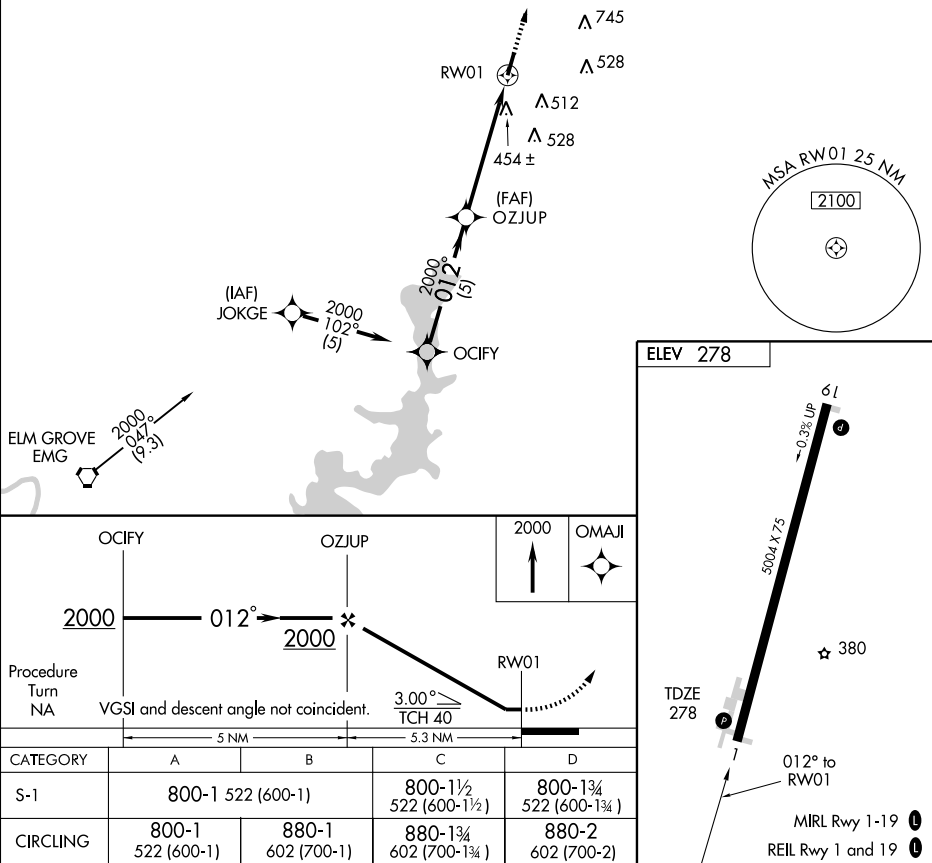 745
528
RW01
512
528
454 ±
MSA RW01 25 NM
2100
(FAF)
OZJUP
2000
012°
(5)
(IAF)
JOKGE
2000
102°
(5)
OCIFY
ELM GROVE
EMG
2000
047°
(9.3)
ELEV 278
19
0.3% UP
P
5004 X 75
380
TDZE
278
P
1
012° to
RW01
MIRL Rwy 1-19 L
REIL Rwy 1 and 19 L
OCIFY
OZJUP
2000
OMAJI
2000
012°
2000
RW01
Procedure
Turn
NA
VGSI and descent angle not coincident.
3.00°
TCH 40
5 NM
5.3 NM
CATEGORY A B C D
S-1 800-1 522 (600-1) 800-1½ 522 (600-1½) 800-1¾ 522 (600-1¾)
CIRCLING 800-1 522 (600-1) 880-1 602 (700-1) 880-1¾ 602 (700-1¾) 880-2 602 (700-2)